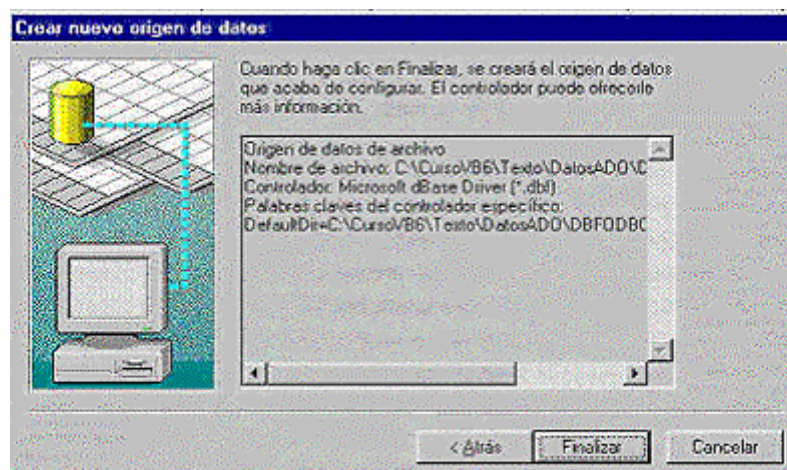 Crear nuevo origen de datos
Cuando haga clic en Finalizar, se creará el origen de datos
que acaba de configurar. El controlador puede ofrecerle
más información.
Origen de datos de archivo
Nombre de archivo: C:\CursoVB6\Texto\DatosADO\D
Controlador: Microsoft dBase Driver (*.dbf)
Palabras claves del controlador específico:
DefaultDir=C:\CursoVB6\Texto\DatosADO\DBFODBC
< Atrás
Finalizar
Cancelar